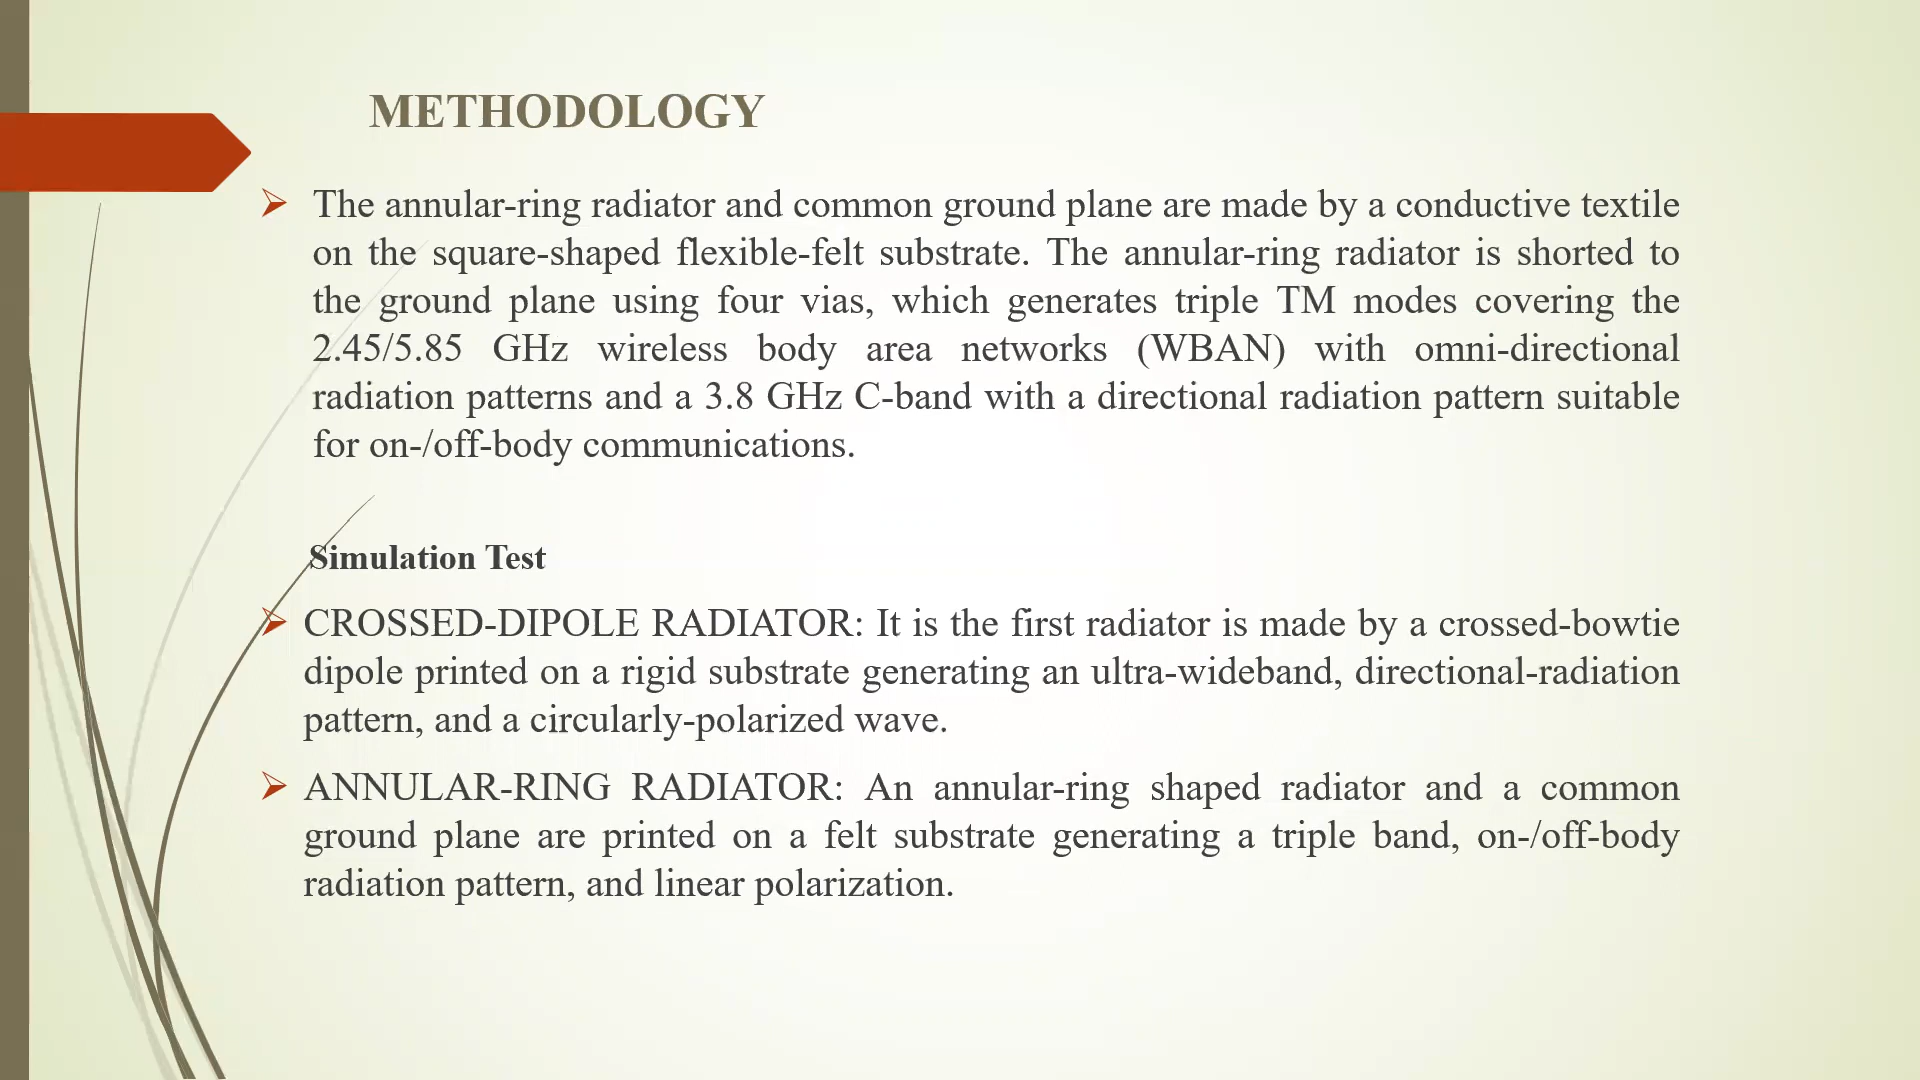 METHODOLOGY
The annular-ring radiator and common ground plane are made by a conductive textile
on the square-shaped flexible-felt substrate. The annular-ring radiator is shorted to
the ground plane using four vias, which generates triple TM modes covering the
2.45/5.85 GHz wireless body area networks (WBAN) with omni-directional
radiation patterns and a 3.8 GHz C-band with a directional radiation pattern suitable
for on-/off-body communications.
Simulation Test
CROSSED-DIPOLE RADIATOR: It is the first radiator is made by a crossed-bowtie
dipole printed on a rigid substrate generating an ultra-wideband, directional-radiation
pattern, and a circularly-polarized wave.
ANNULAR-RING RADIATOR: An annular-ring shaped radiator and a common
ground plane are printed on a felt substrate generating a triple band, on-/off-body
radiation pattern, and linear polarization.